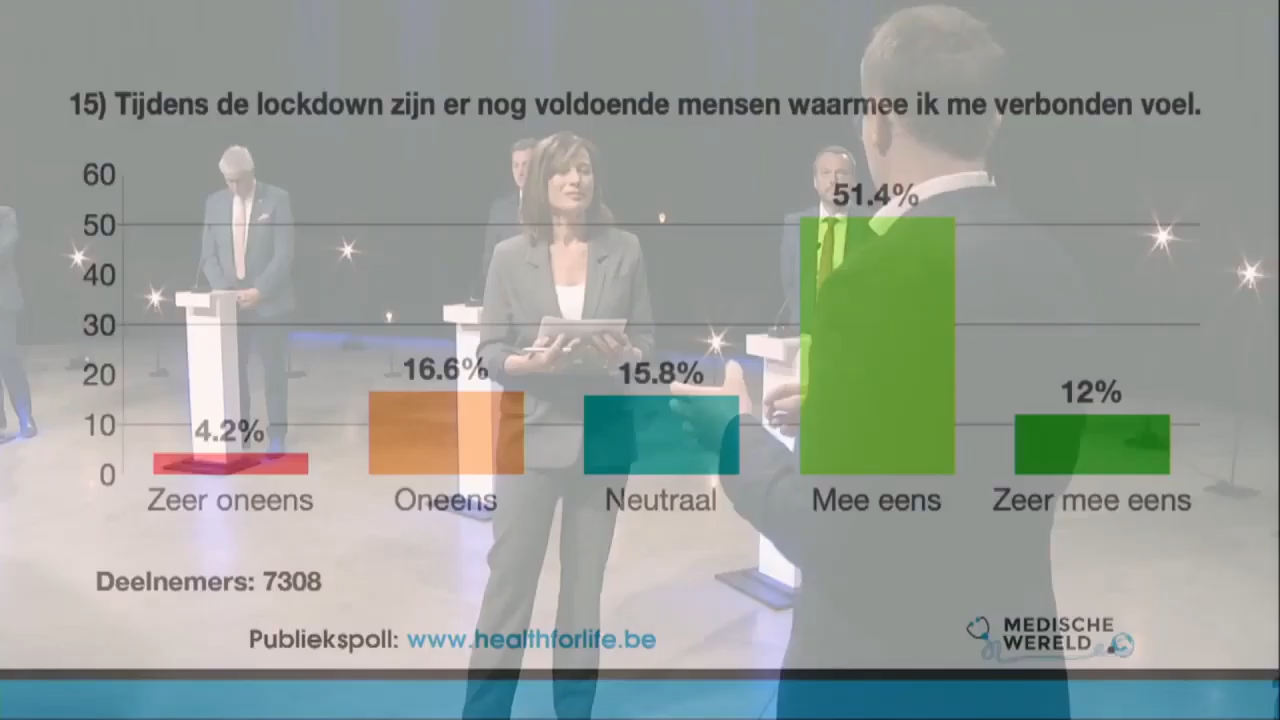 15) Tijdens de lockdown zijn er nog voldoende mensen waarmee ik me verbonden voel.
60
50
40
30
20
10
0
4.2%
16.6%
15.8%
51.4%
12%
Zeer oneens
Oneens
Neutraal
Mee eens
Zeer mee eens
Deelnemers: 7308
Publiekspoll: www.healthforlife.be
MEDISCHE
WERELD